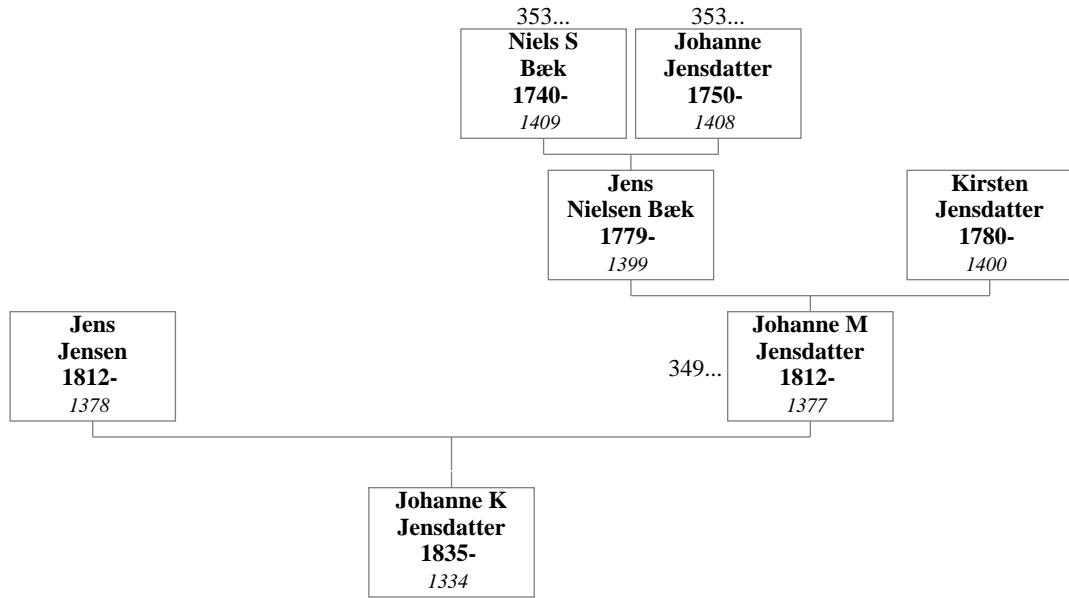 353...
353...
Niels S
Bæk
1740-
1409
Johanne
Jensdatter
1750-
1408
Jens
Nielsen Bæk
1779-
1399
Kirsten
Jensdatter
1780-
1400
Jens
Jensen
1812-
1378
349...
Johanne M
Jensdatter
1812-
1377
Johanne K
Jensdatter
1835-
1334